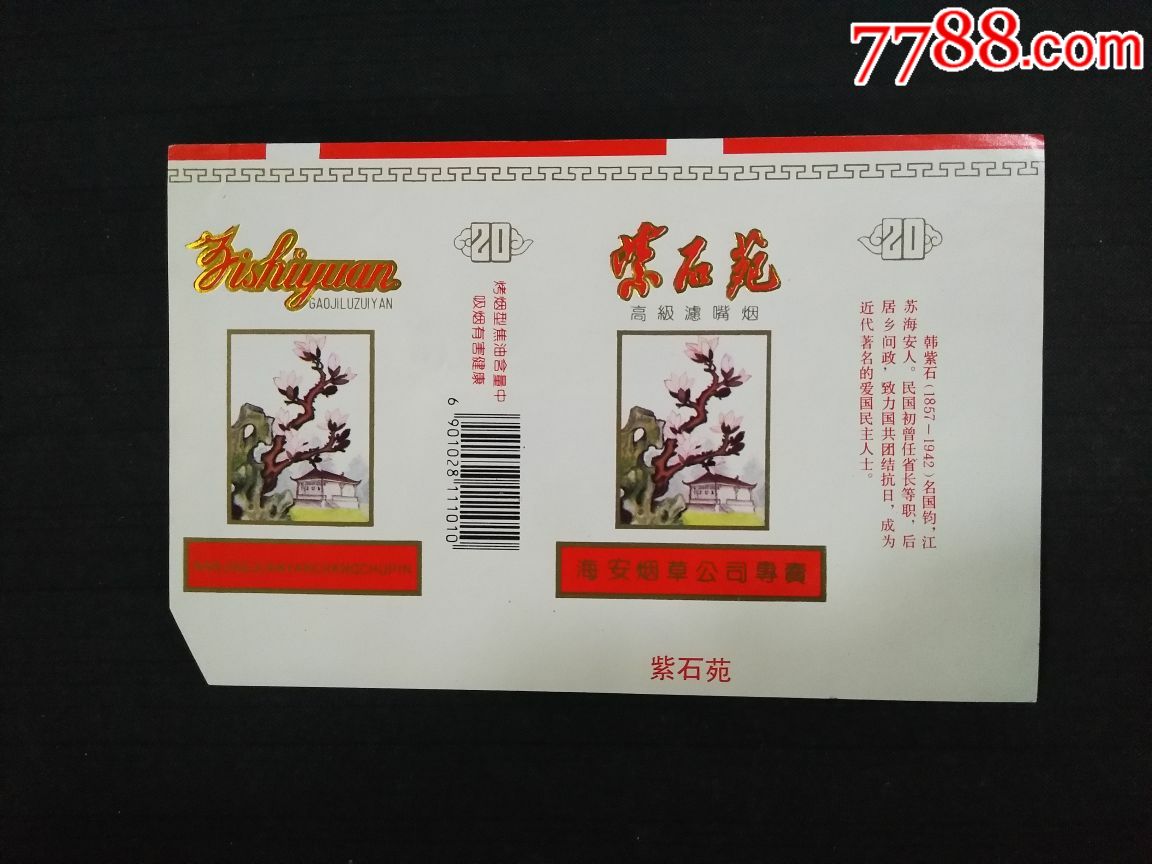 7788.com
Zishiyuan
GAOJILUZUIYAN
20
烤烟型焦油含量中
吸烟有害健康
6 901028 111010
NANJINGJUANYANCHANGCHUPIN
紫石苑
高級濾嘴烟
海安烟草公司專賣
紫石苑
20
韩紫石(1857—1942)名国钧，江
苏海安人。民国初曾任省长等职，后
居乡问政，致力国共团结抗日，成为
近代著名的爱国民主人士。